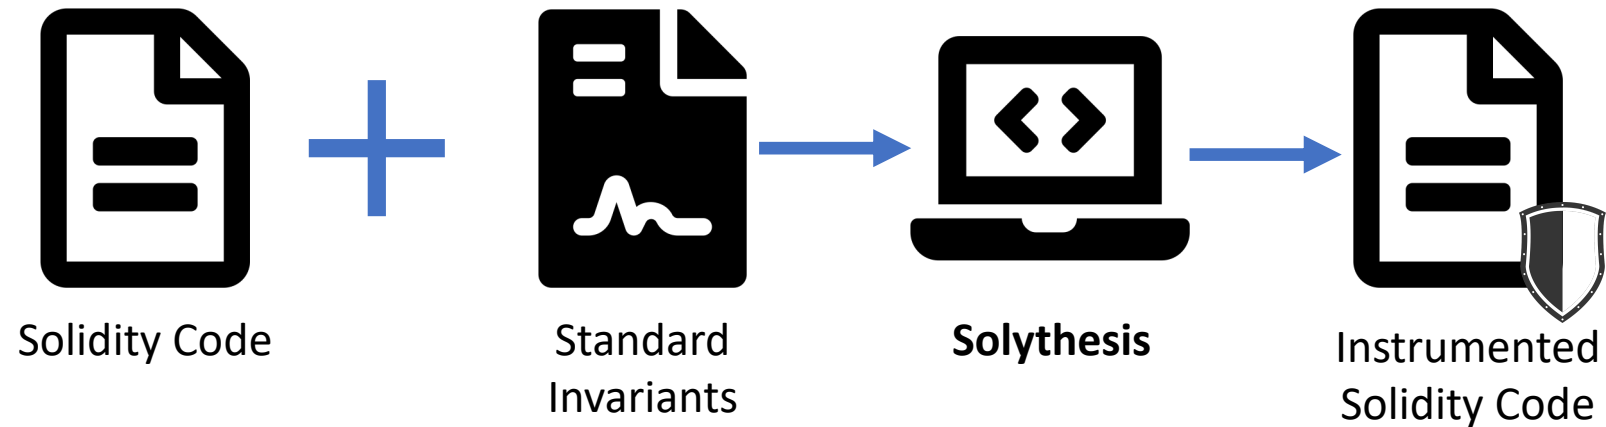 Solidity Code
Standard
Invariants
Solythesis
Instrumented
Solidity Code